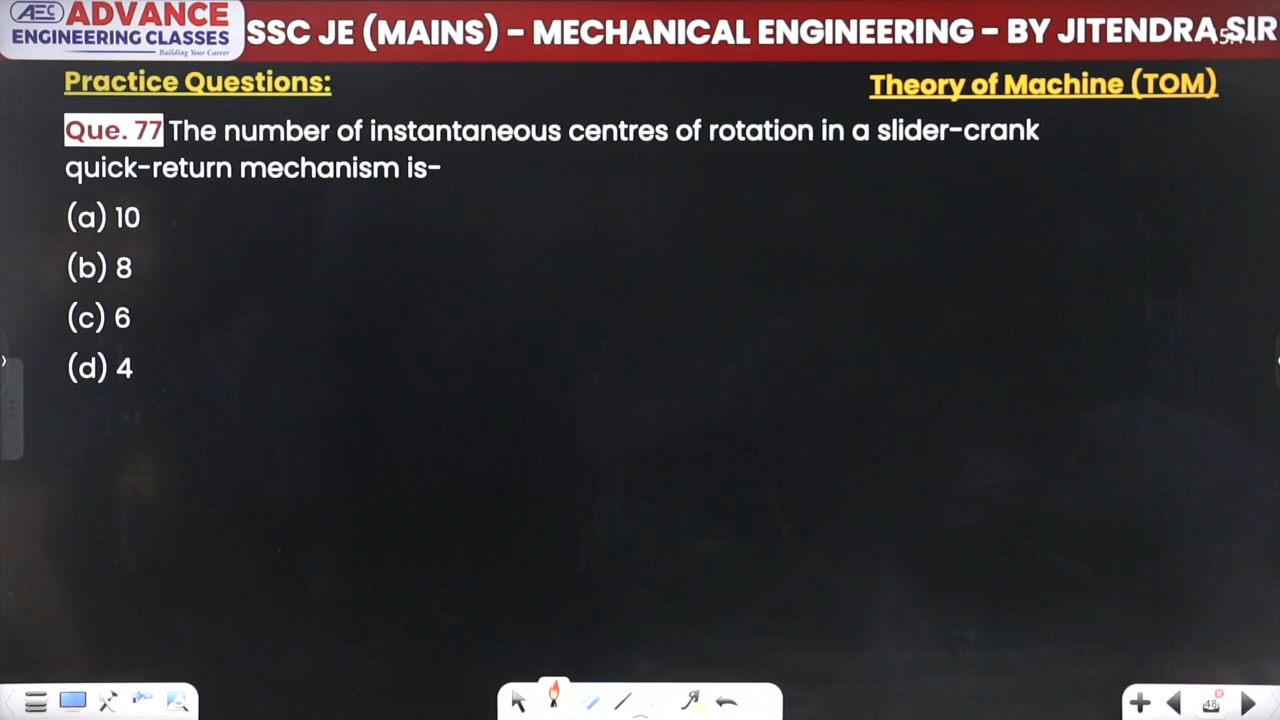 AEC ADVANCE
ENGINEERING CLASSES
Building Your Career
SSC JE (MAINS) - MECHANICAL ENGINEERING - BY JITENDRA SIR
Practice Questions:
Theory of Machine (TOM)
Que. 77 The number of instantaneous centres of rotation in a slider-crank
quick-return mechanism is-
(a) 10
(b) 8
(c) 6
(d) 4
48